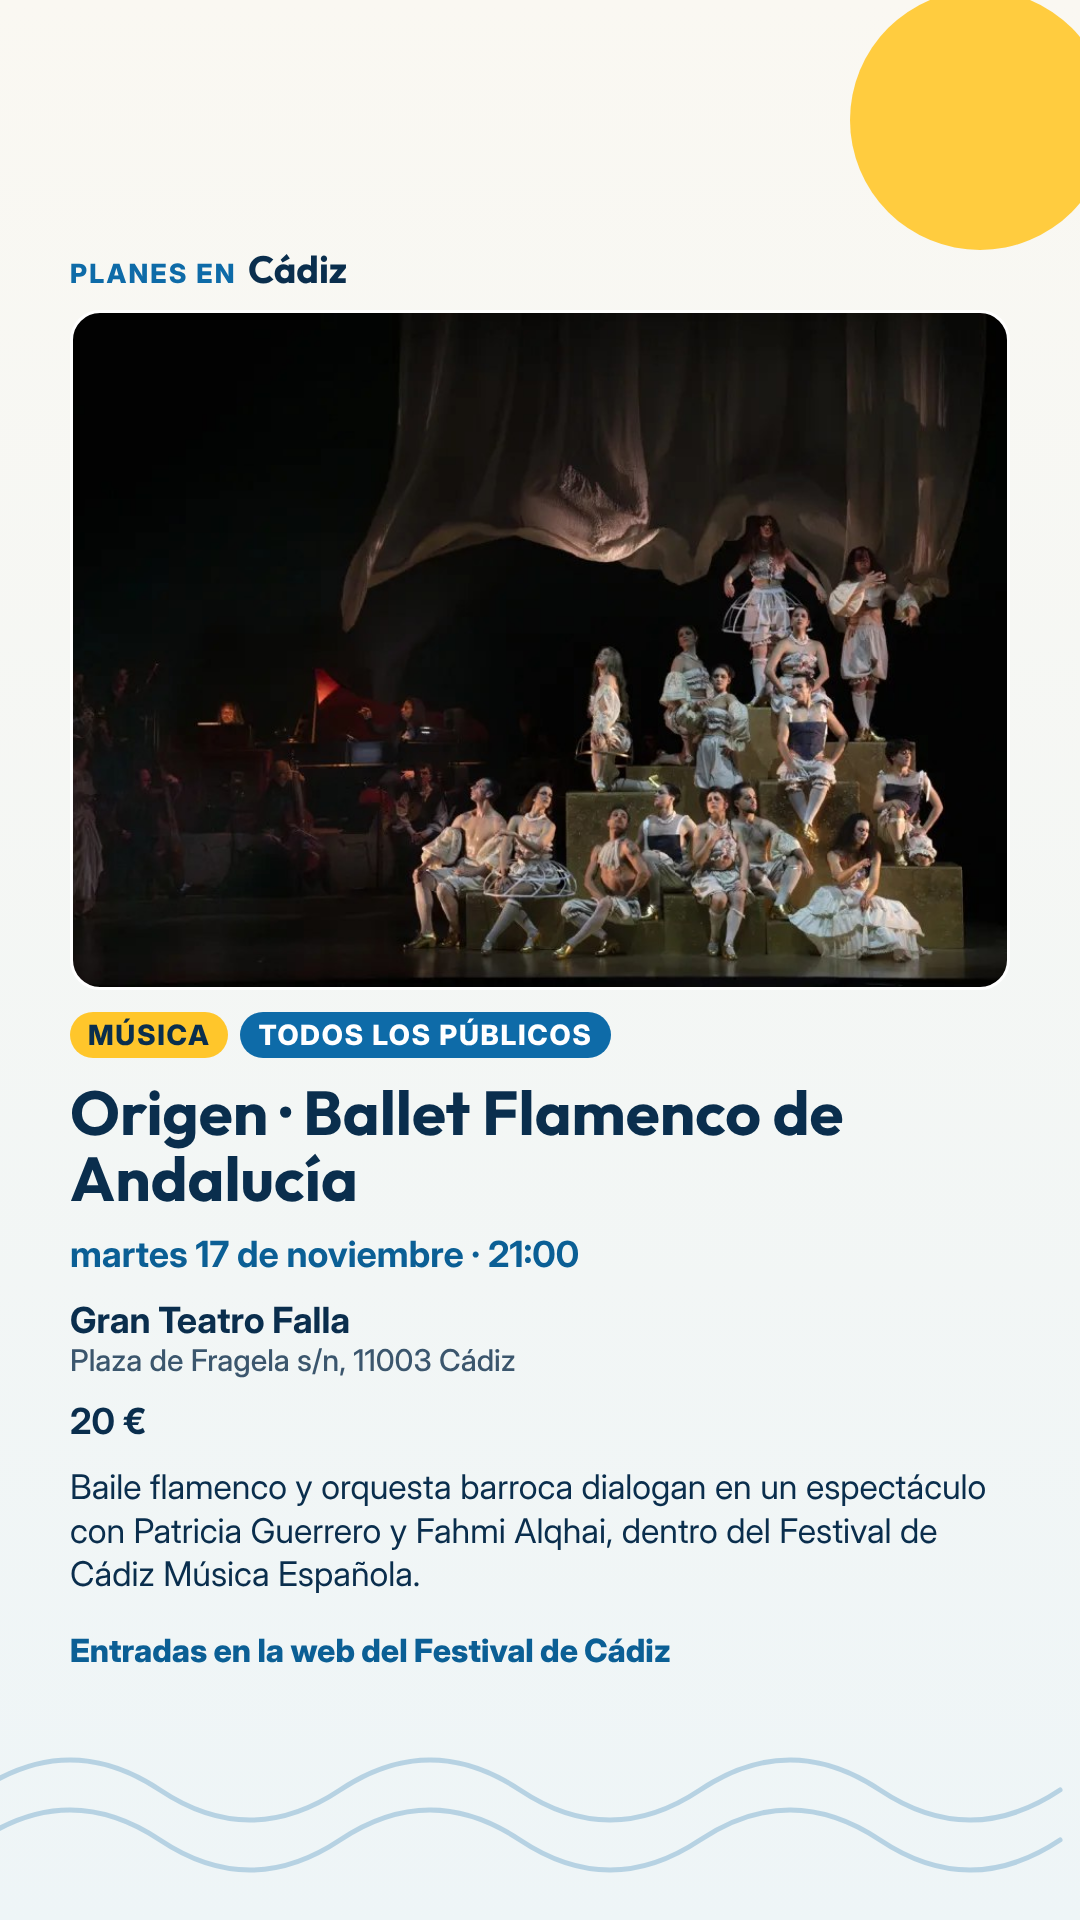 PLANES EN Cádiz
MÚSICA
TODOS LOS PÚBLICOS
Origen · Ballet Flamenco de
Andalucía
martes 17 de noviembre · 21:00
Gran Teatro Falla
Plaza de Fragela s/n, 11003 Cádiz
20 €
Baile flamenco y orquesta barroca dialogan en un espectáculo
con Patricia Guerrero y Fahmi Alqhai, dentro del Festival de
Cádiz Música Española.
Entradas en la web del Festival de Cádiz